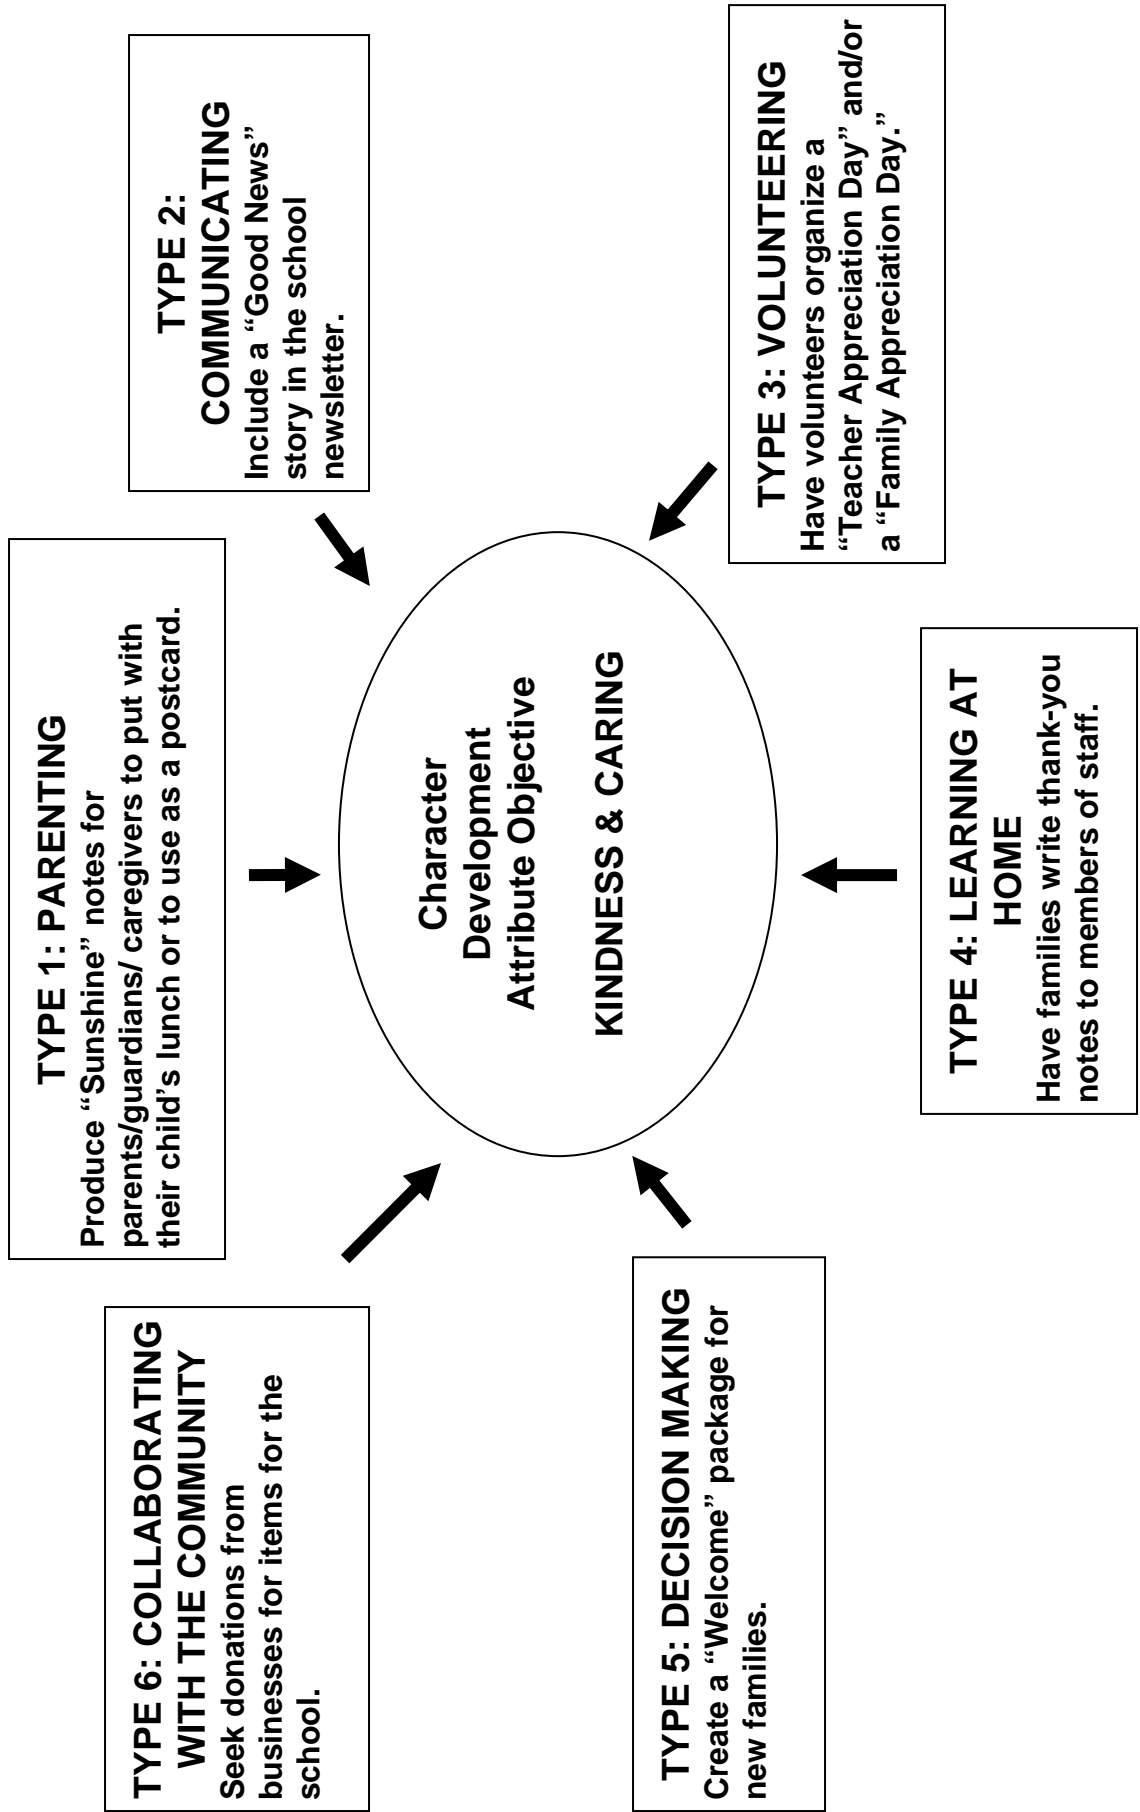 TYPE 1: PARENTING
Produce “Sunshine” notes for
parents/guardians/ caregivers to put with
their child’s lunch or to use as a postcard.
TYPE 2:
COMMUNICATING
Include a “Good News”
story in the school
newsletter.
TYPE 3: VOLUNTEERING
Have volunteers organize a
“Teacher Appreciation Day” and/or
a “Family Appreciation Day.”
TYPE 4: LEARNING AT
HOME
Have families write thank-you
notes to members of staff.
TYPE 5: DECISION MAKING
Create a “Welcome” package for
new families.
TYPE 6: COLLABORATING
WITH THE COMMUNITY
Seek donations from
businesses for items for the
school.
Character
Development
Attribute Objective
KINDNESS & CARING